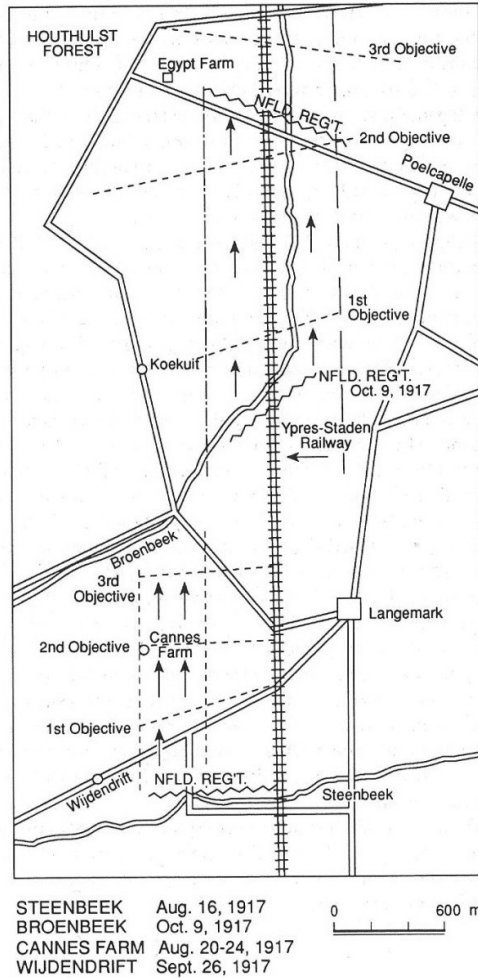 HOUTHULST
FOREST
3rd Objective
Egypt Farm
NFLD. REG'T.
2nd Objective
Poelcapelle
1st Objective
Koekuit
NFLD. REG'T.
Oct. 9, 1917
Ypres-Staden
Railway
Broenbeek
3rd
Objective
Langemark
2nd Objective
Cannes
Farm
1st Objective
Wijdendrift
NFLD. REG'T.
Steenbeek
STEENBEEK Aug. 16, 1917
BROENBEEK Oct. 9, 1917
CANNES FARM Aug. 20-24, 1917
WIJDENDRIFT Sept. 26, 1917
0 600 m